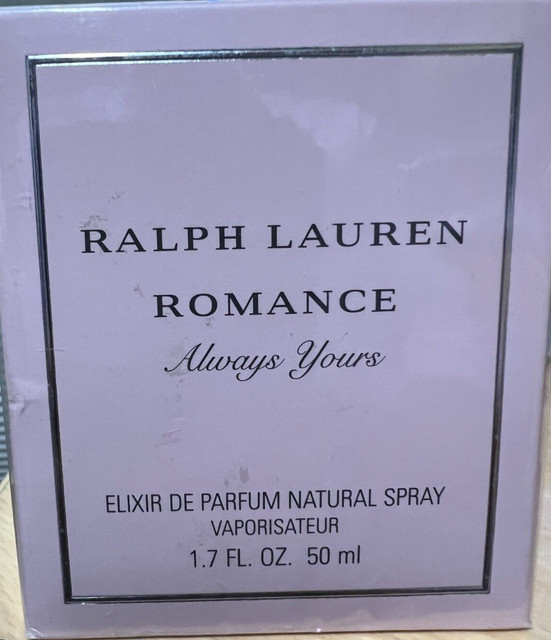 RALPH LAUREN
ROMANCE
Always Yours
ELIXIR DE PARFUM NATURAL SPRAY
VAPORISATEUR
1.7 FL. OZ. 50 ml